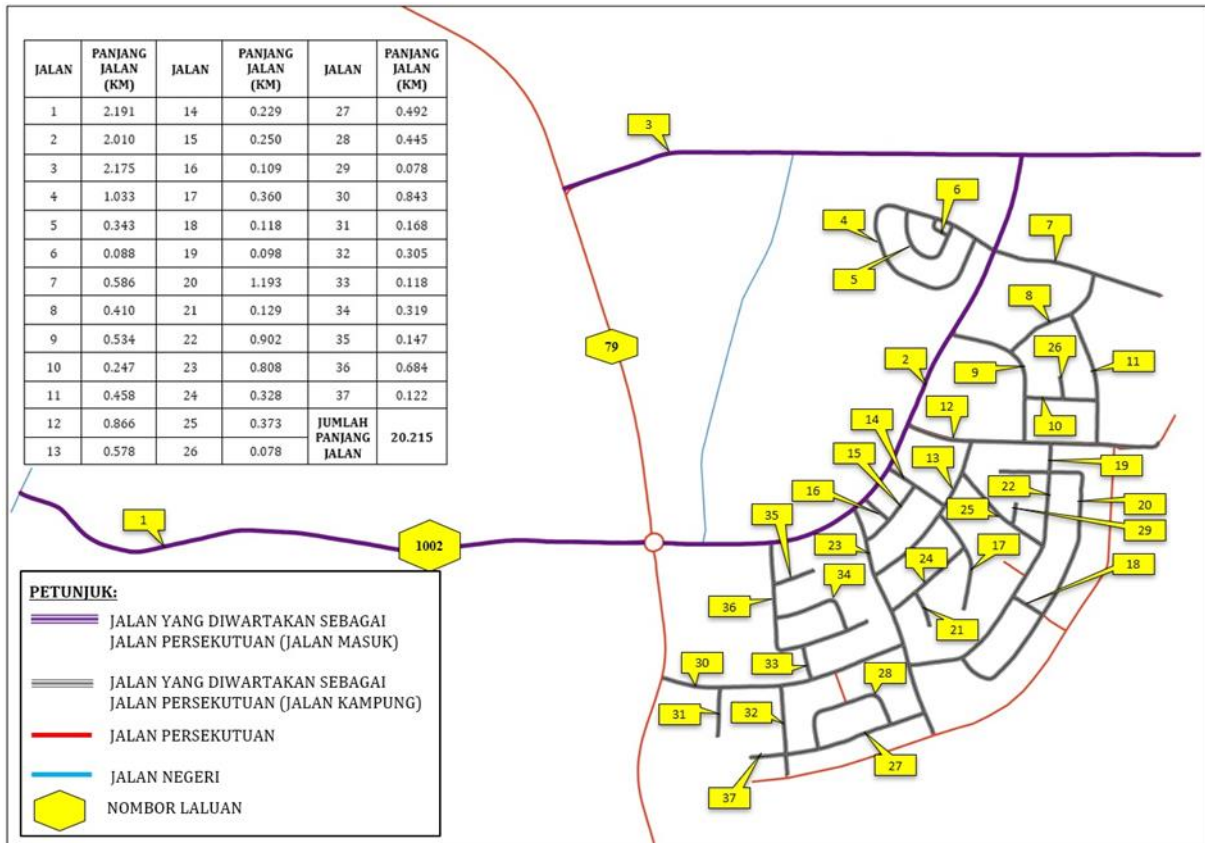 JALAN PANJANG JALAN (KM) JALAN PANJANG JALAN (KM) JALAN PANJANG JALAN (KM)
1 2.191 14 0.229 27 0.492
2 2.010 15 0.250 28 0.445
3 2.175 16 0.109 29 0.078
4 1.033 17 0.360 30 0.843
5 0.343 18 0.118 31 0.168
6 0.088 19 0.098 32 0.305
7 0.586 20 1.193 33 0.118
8 0.410 21 0.129 34 0.319
9 0.534 22 0.902 35 0.147
10 0.247 23 0.808 36 0.684
11 0.458 24 0.328 37 0.122
12 0.866 25 0.373 JUMLAH PANJANG JALAN 20.215
13 0.578 26 0.078
3
6
4
7
5
8
79
26
2
9
11
12
10
14
13
15
19
22
16
20
35
25
1
1002
29
23
24
17
34
18
36
21
33
30
28
31
32
27
37
PETUNJUK:
JALAN YANG DIWARTAKAN SEBAGAI
JALAN PERSEKUTUAN (JALAN MASUK)
JALAN YANG DIWARTAKAN SEBAGAI
JALAN PERSEKUTUAN (JALAN KAMPUNG)
JALAN PERSEKUTUAN
JALAN NEGERI
NOMBOR LALUAN